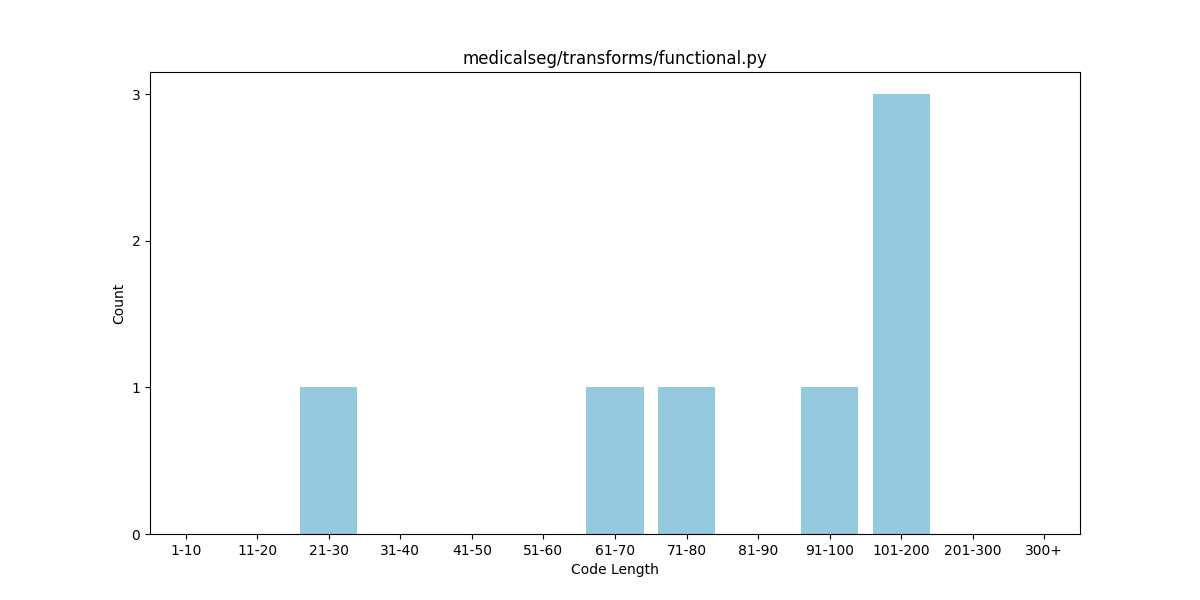 medicalseg/transforms/functional.py
3
2
1
0
Count
1-10 11-20 21-30 31-40 41-50 51-60 61-70 71-80 81-90 91-100 101-200 201-300 300+
Code Length